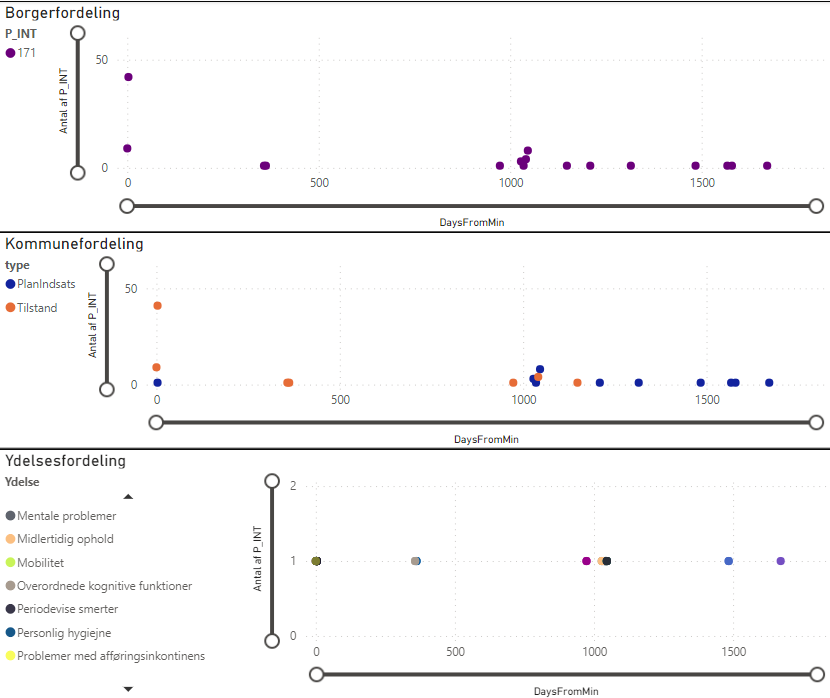 Borgerfordeling
P_INT
171
Antal af P_INT
50
0
0 500 1000 1500
DaysFromMin
Kommunefordeling
type
PlanIndsats
Tilstand
Antal af P_INT
50
0
0 500 1000 1500
DaysFromMin
Ydelsesfordeling
Ydelse
Mentale problemer
Midlertidig ophold
Mobilitet
Overordnede kognitive funktioner
Periodevise smerter
Personlig hygiejne
Problemer med afføringsinkontinens
Antal af P_INT
2
1
0
0 500 1000 1500
DaysFromMin